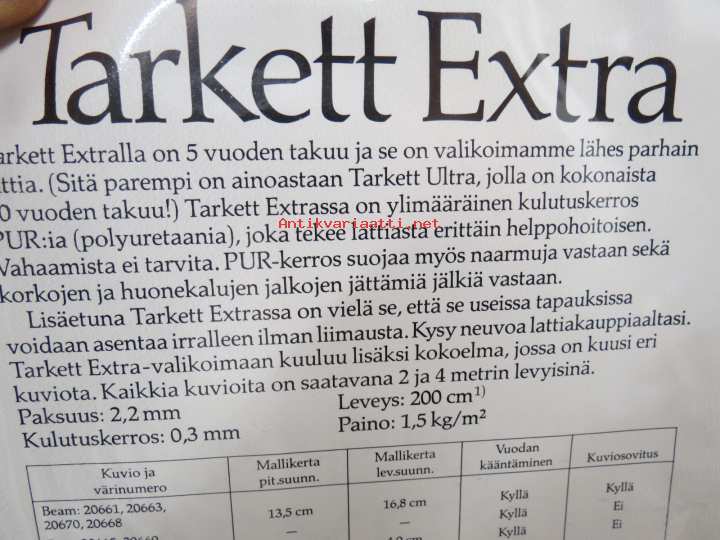 Tarkett Extra
arkett Extralla on 5 vuoden takuu ja se on valikoimamme lähes parhain
ttia. (Sitä parempi on ainoastaan Tarkett Ultra, jolla on kokonaista
0 vuoden takuu!) Tarkett Extrassa on ylimääräinen kulutuskerros
Antikvariaatti.net
PUR:ia (polyuretaania), joka tekee lattiasta erittäin helppohoitoisen.
Vahaamista ei tarvita. PUR-kerros suojaa myös naarmuja vastaan sekä
korkojen ja huonekalujen jalkojen jättämiä jälkiä vastaan.
Lisäetuna Tarkett Extrassa on vielä se, että se useissa tapauksissa
voidaan asentaa irralleen ilman liimausta. Kysy neuvoa lattiakauppiaaltasi.
Tarkett Extra-valikoimaan kuuluu lisäksi kokoelma, jossa on kuusi eri
kuviota. Kaikkia kuvioita on saatavana 2 ja 4 metrin levyisinä.
Paksuus: 2,2 mm Leveys: 200 cm¹⁾
Kulutuskerros: 0,3 mm Paino: 1,5 kg/m²
Kuvio ja Mallikerta Mallikerta Vuodan Kuviosovitus
värinumero pit.suunn. lev.suunn. kääntäminen
Beam: 20661, 20663, 13,5 cm 16,8 cm Kyllä Kyllä
20670, 20668 — — Kyllä Ei
Kyllä Ei